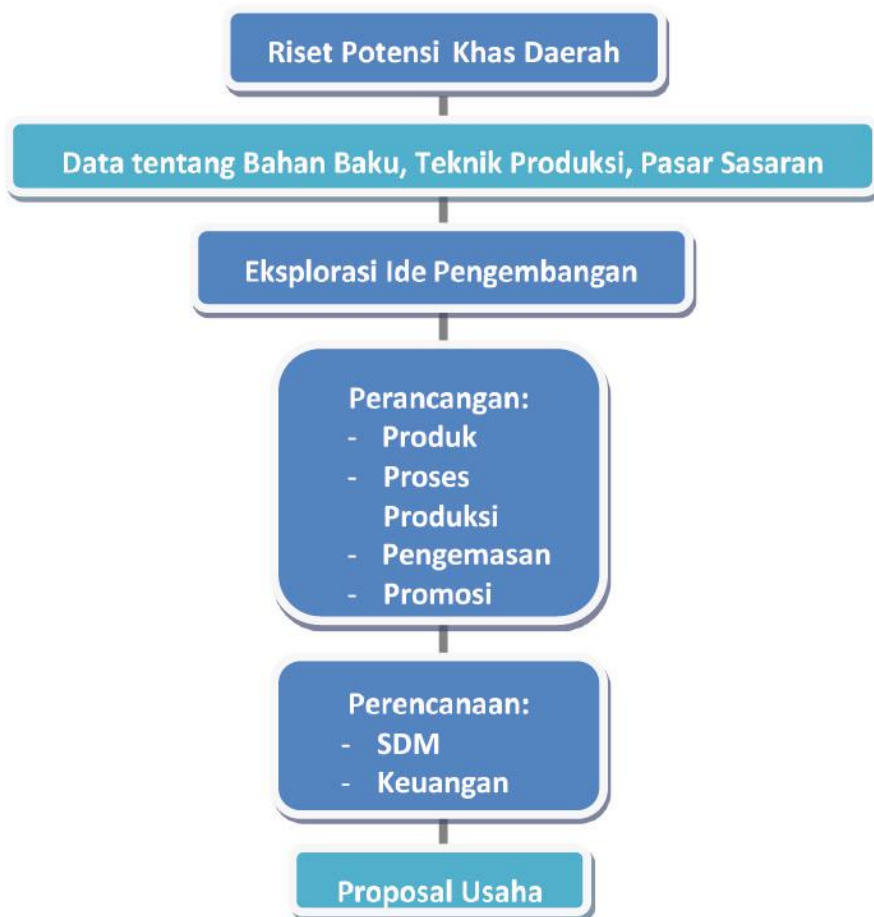 Riset Potensi Khas Daerah
Data tentang Bahan Baku, Teknik Produksi, Pasar Sasaran
Eksplorasi Ide Pengembangan
Perancangan:
- Produk
- Proses
Produksi
- Pengemasan
- Promosi
Perencanaan:
- SDM
- Keuangan
Proposal Usaha